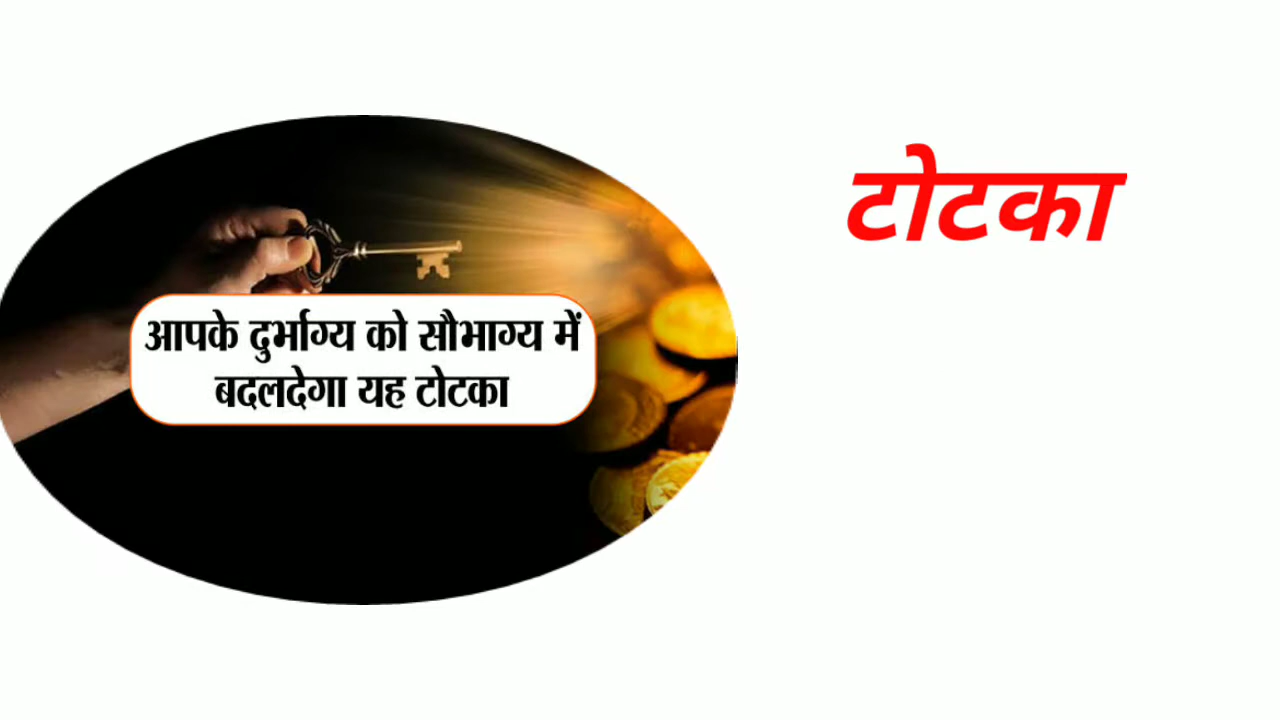 टोटका
आपके दुर्भाग्य को सौभाग्य में
बदलदेगा यह टोटका